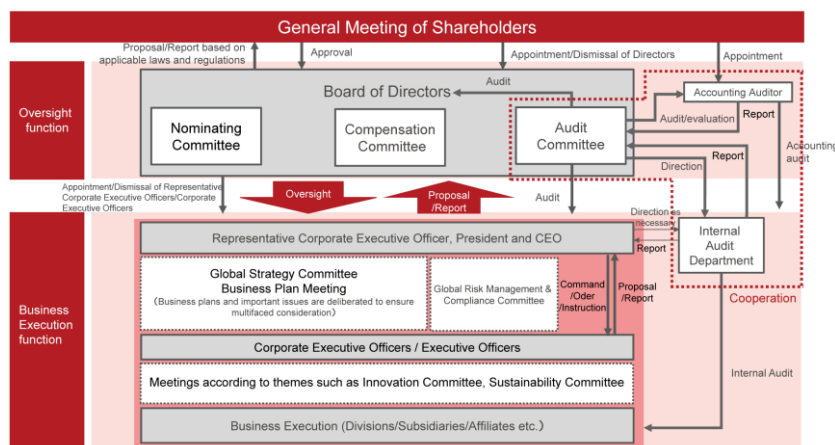 General Meeting of Shareholders
Proposal/Report based on
applicable laws and regulations
Approval
Appointment/Dismissal of Directors
Appointment
Oversight
function
Board of Directors
Audit
Accounting Auditor
Nominating
Committee
Compensation
Committee
Audit
Committee
Audit/evaluation
Report
Accounting
audit
Direction
Report
Appointment/Dismissal of Representative
Corporate Executive Officers/Corporate
Executive Officers
Oversight
Proposal
/Report
Audit
Direction as
necessary
Report
Internal
Audit
Department
Cooperation
Business
Execution
function
Representative Corporate Executive Officer, President and CEO
Global Strategy Committee
Business Plan Meeting
(Business plans and important issues are deliberated to ensure
multifaced consideration)
Global Risk Management &
Compliance Committee
Command
/Oder
/Instruction
Proposal
/Report
Corporate Executive Officers / Executive Officers
Meetings according to themes such as Innovation Committee, Sustainability Committee
Internal Audit
Business Execution (Divisions/Subsidiaries/Affiliates etc.)